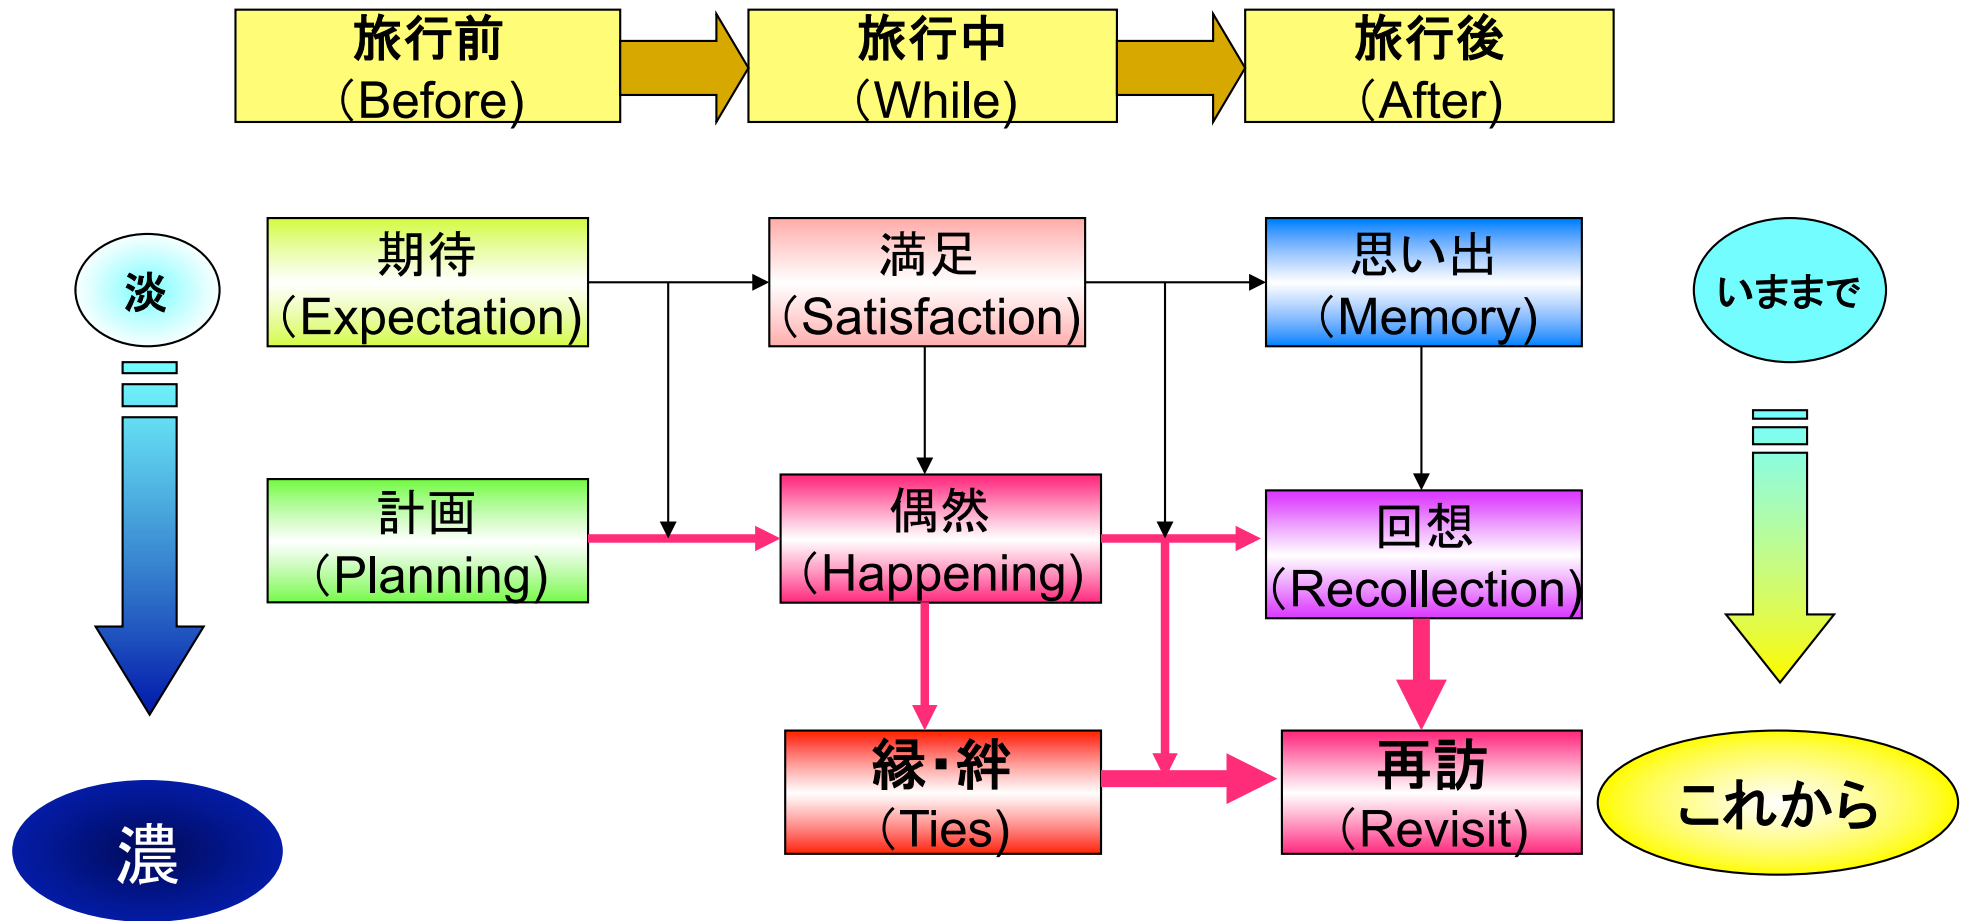 旅行前
（Before)
旅行中
（While)
旅行後
（After)
淡
期待
（Expectation)
満足
（Satisfaction)
思い出
（Memory)
いままで
計画
（Planning)
偶然
（Happening)
回想
（Recollection)
濃
縁・絆
（Ties)
再訪
（Revisit)
これから